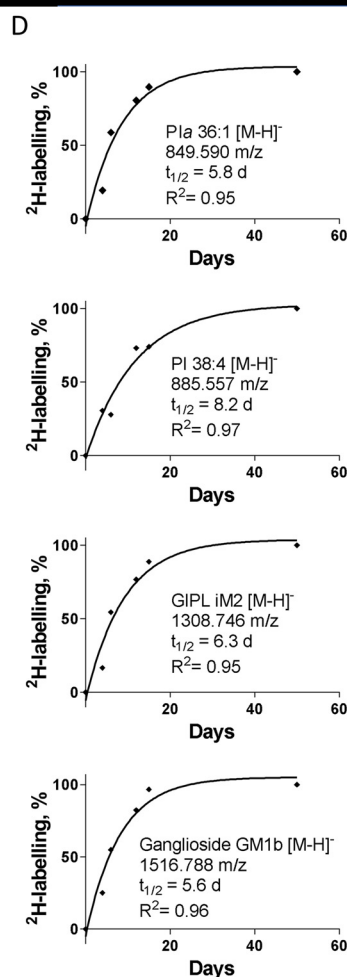 D
²H-labelling, %
100
50
0
PIa 36:1 [M-H]⁻
849.590 m/z
t₁/₂ = 5.8 d
R²= 0.95
20 40 60
Days
²H-labelling, %
100
50
0
PI 38:4 [M-H]⁻
885.557 m/z
t₁/₂ = 8.2 d
R²= 0.97
20 40 60
Days
²H-labelling, %
100
50
0
GIPL iM2 [M-H]⁻
1308.746 m/z
t₁/₂ = 6.3 d
R²= 0.95
20 40 60
Days
²H-labelling, %
100
50
0
Ganglioside GM1b [M-H]⁻
1516.788 m/z
t₁/₂ = 5.6 d
R²= 0.96
20 40 60
Days